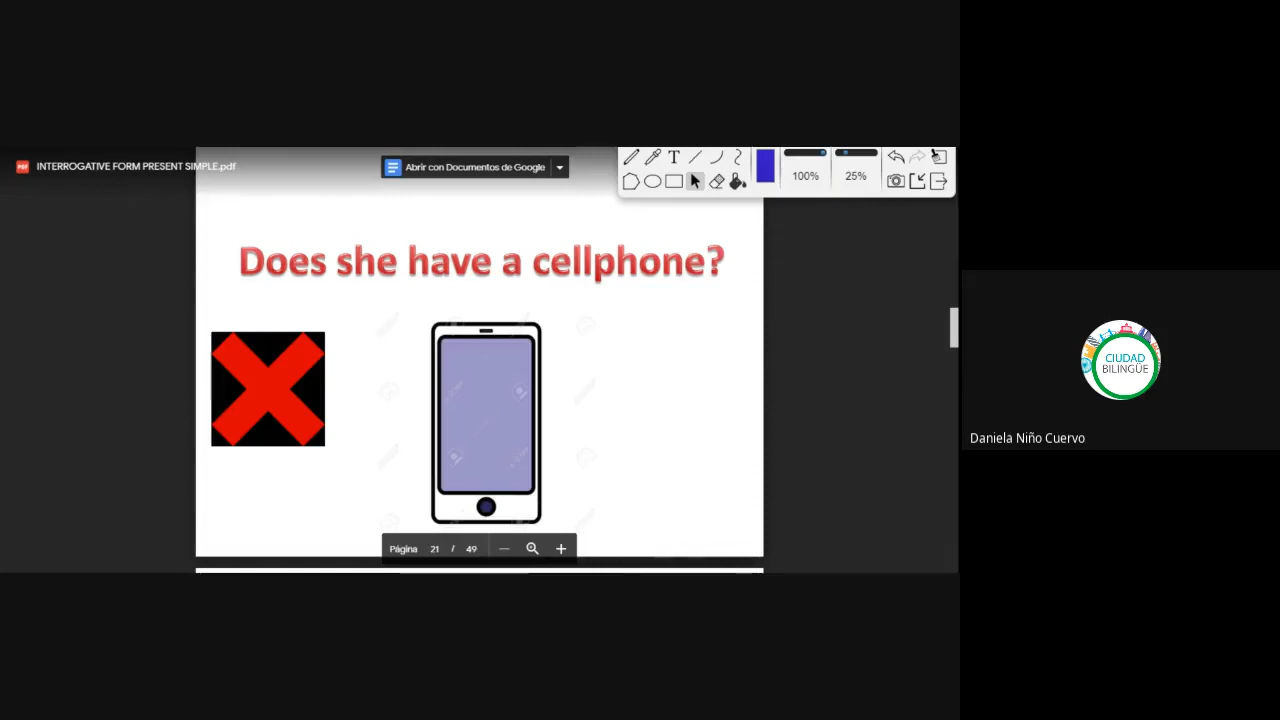 INTERROGATIVE FORM PRESENT SIMPLE.pdf
Abrir con Documentos de Google
100%
25%
Does she have a cellphone?
Página 21 / 49
CIUDAD
BILINGÜE
Daniela Niño Cuervo